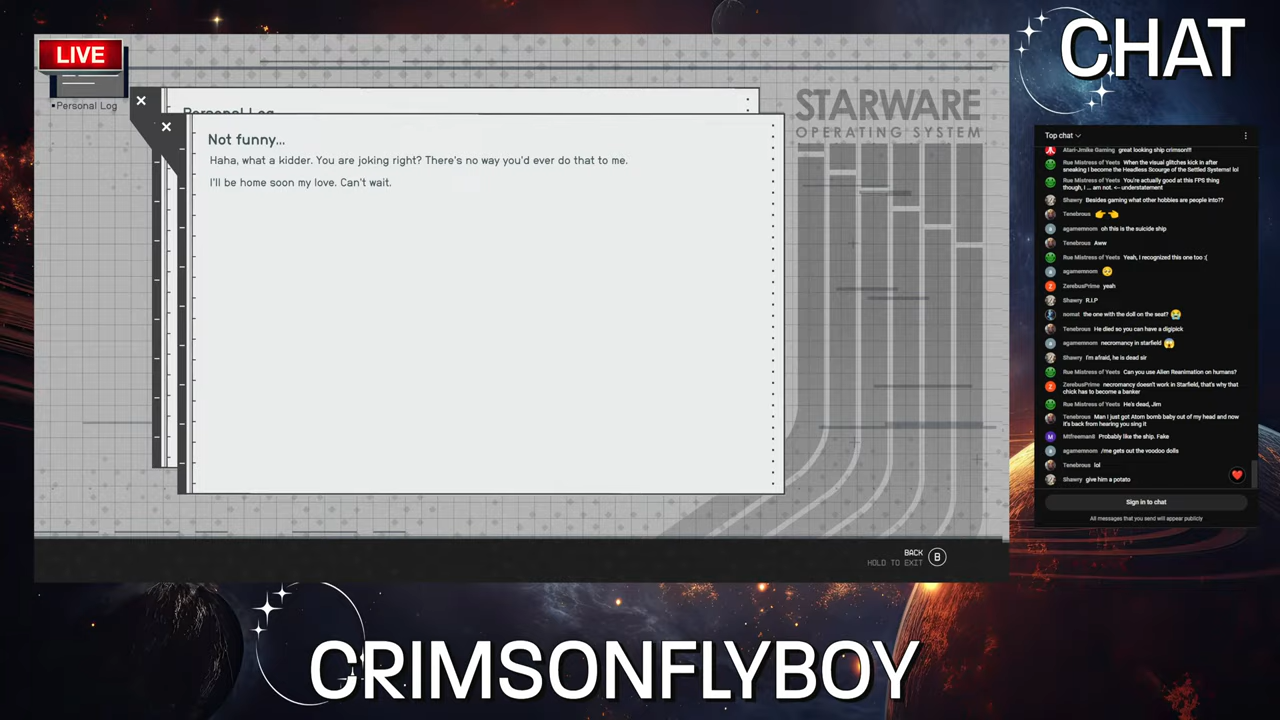 LIVE
CHAT
•Personal Log
Personal Log
STARWARE
OPERATING SYSTEM
Not funny...
Haha, what a kidder. You are joking right? There's no way you'd ever do that to me.
I'll be home soon my love. Can't wait.
BACK
HOLD TO EXIT
B
Top chat
Atari-Jmike Gaming great looking ship crimson!!!
Rue Mistress of Yeets When the visual glitches kick in after
sneaking I become the Headless Scourge of the Settled Systems! lol
Rue Mistress of Yeets You're actually good at this FPS thing
though, I ... am not. <- understatement
Shawry Besides gaming what other hobbies are people into??
Tenebrous 👉 👈
agamemnom oh this is the suicide ship
Tenebrous Aww
Rue Mistress of Yeets Yeah, I recognized this one too :(
agamemnom 🥺
ZerebusPrime yeah
Shawry R.I.P
nomat the one with the doll on the seat? 😭
Tenebrous He died so you can have a digipick
agamemnom necromancy in starfield 😱
Shawry I'm afraid, he is dead sir
Rue Mistress of Yeets Can you use Alien Reanimation on humans?
ZerebusPrime necromancy doesn't work in Starfield, that's why that
chick has to become a banker
Rue Mistress of Yeets He's dead, Jim
Tenebrous Man I just got Atom bomb baby out of my head and now
it's back from hearing you sing it
Mtfreeman8 Probably like the ship. Fake
agamemnom /me gets out the voodoo dolls
Tenebrous lol
Shawry give him a potato
Sign in to chat
All messages that you send will appear publicly
CRIMSONFLYBOY